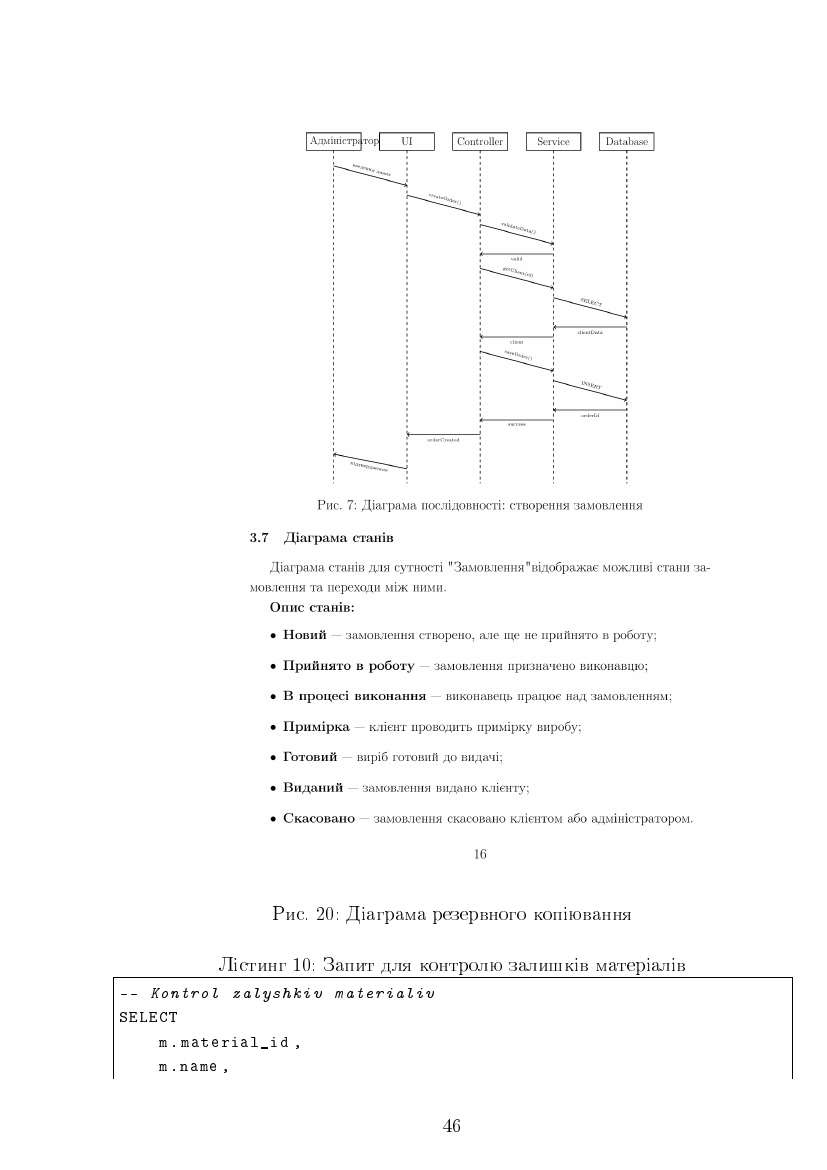 Адміністратор UI Controller Service Database
введення даних
createOrder()
validateData()
valid
getClient(id)
SELECT
clientData
client
saveOrder()
INSERT
orderId
success
orderCreated
підтвердження
Рис. 7: Діаграма послідовності: створення замовлення
3.7 Діаграма станів
Діаграма станів для сутності "Замовлення"відображає можливі стани за-
мовлення та переходи між ними.
Опис станів:
• Новий — замовлення створено, але ще не прийнято в роботу;
• Прийнято в роботу — замовлення призначено виконавцю;
• В процесі виконання — виконавець працює над замовленням;
• Примірка — клієнт проводить примірку виробу;
• Готовий — виріб готовий до видачі;
• Виданий — замовлення видано клієнту;
• Скасовано — замовлення скасовано клієнтом або адміністратором.
16
Рис. 20: Діаграма резервного копіювання
Лістинг 10: Запит для контролю залишків матеріалів
-- Kontrol zalyshkiv materialiv
SELECT
m.material_id,
m.name,
46